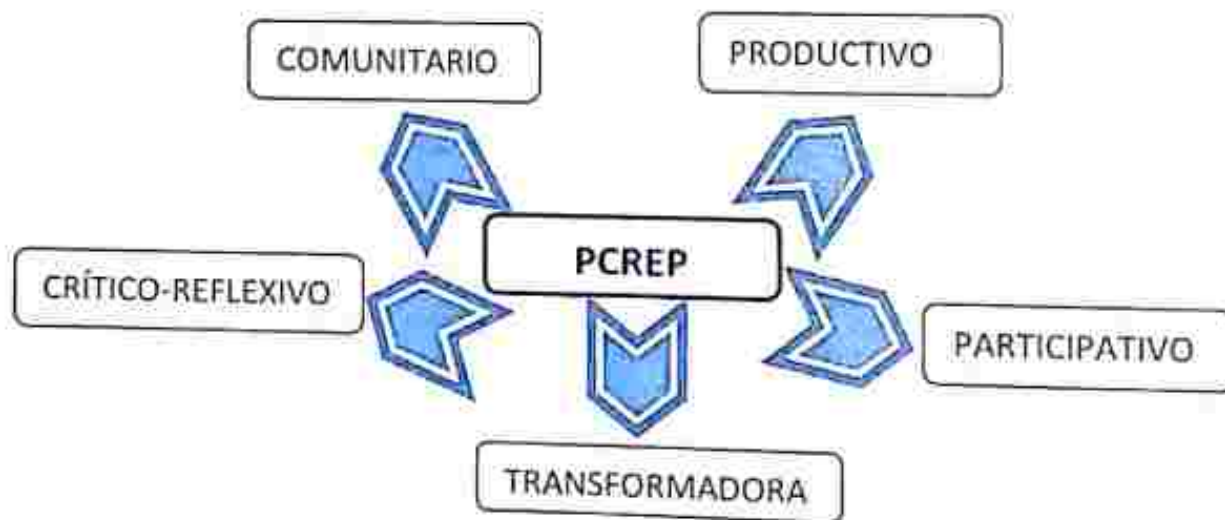 COMUNITARIO
PRODUCTIVO
PCREP
CRÍTICO-REFLEXIVO
PARTICIPATIVO
TRANSFORMADORA